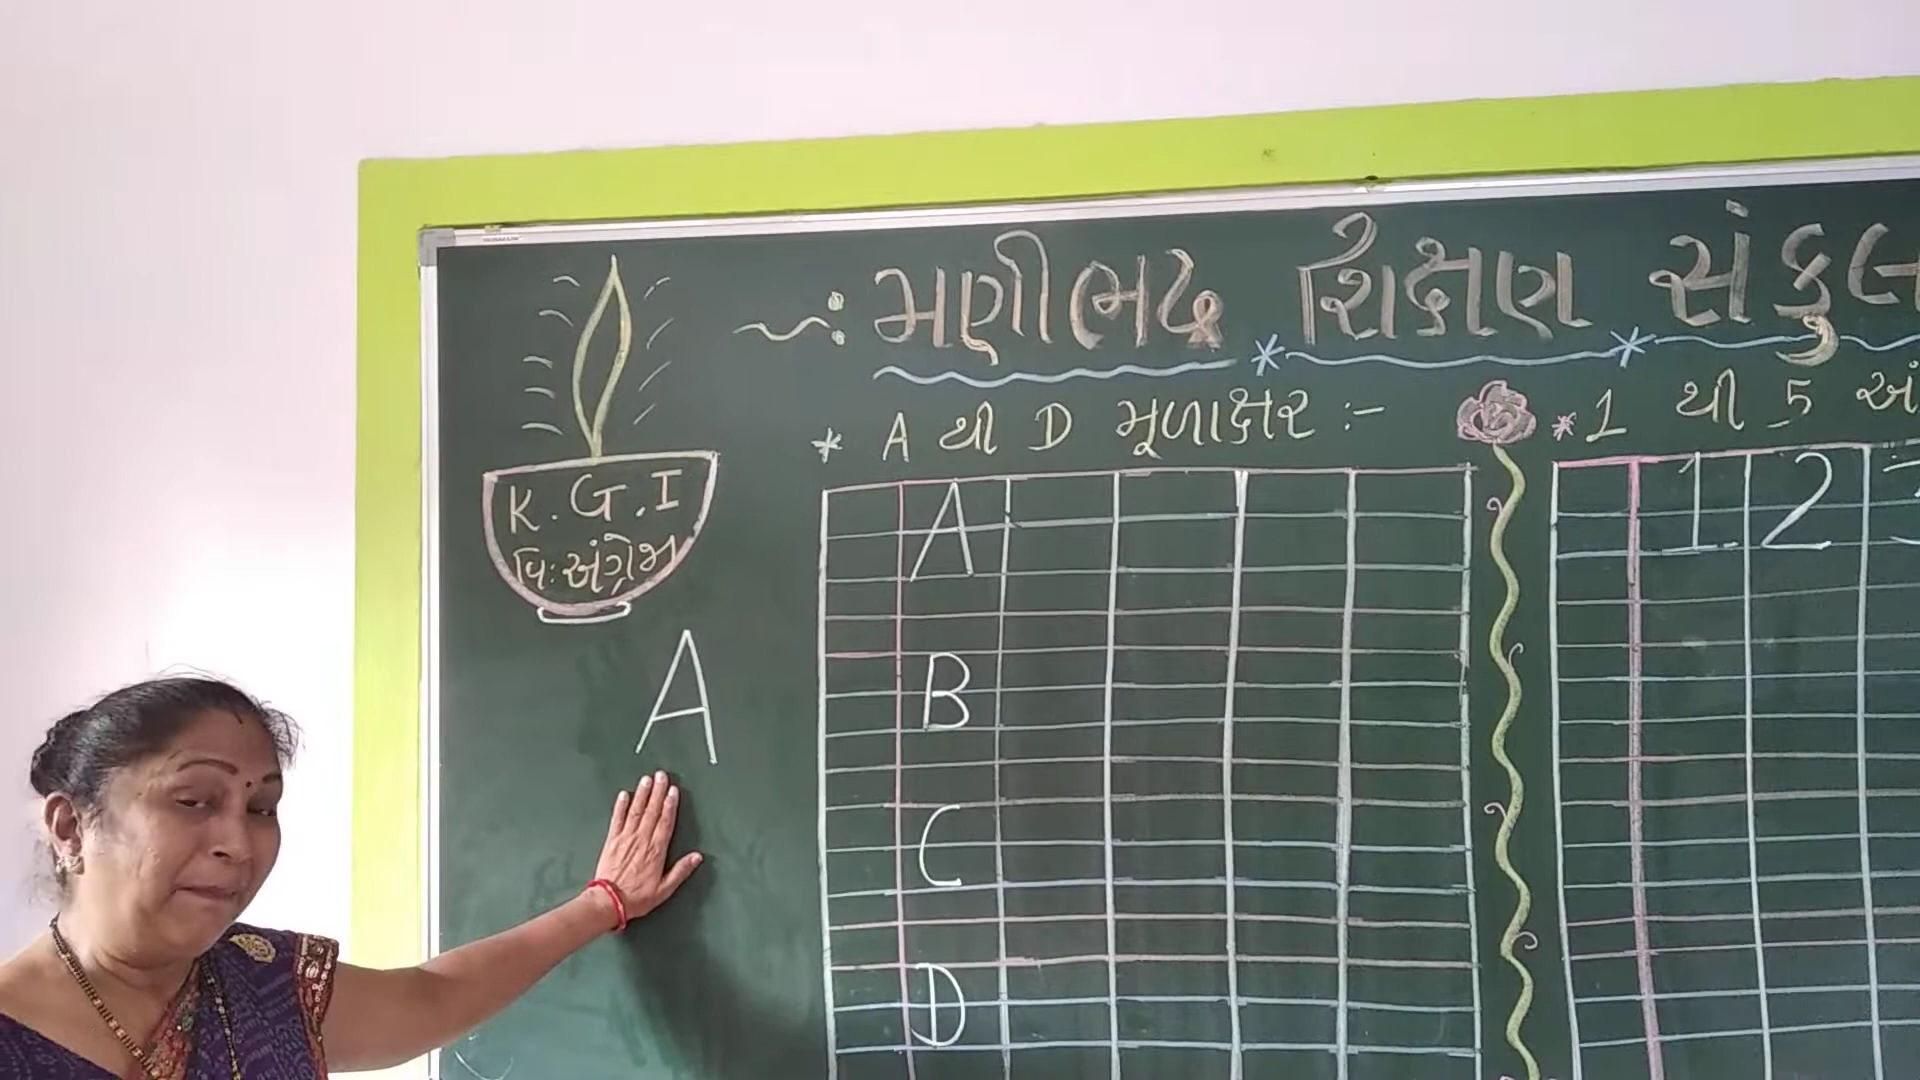 ~: મણીભદ્ર શિક્ષણ સંકુલ
* A થી D મૂળાક્ષર :-
* 1 થી 5 અં
K.G.I
વિ:અંગ્રેજી
A
A
B
C
D
1 2